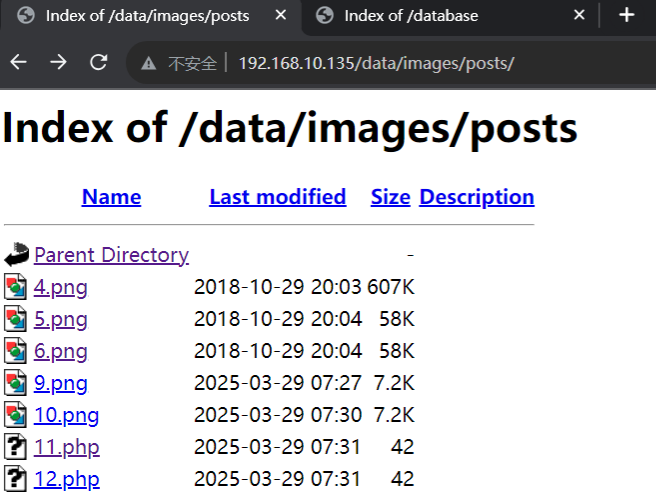 Index of /data/images/posts
Index of /database
不安全 192.168.10.135/data/images/posts/
Index of /data/images/posts
Name Last modified Size Description
Parent Directory -
4.png 2018-10-29 20:03 607K
5.png 2018-10-29 20:04 58K
6.png 2018-10-29 20:04 58K
9.png 2025-03-29 07:27 7.2K
10.png 2025-03-29 07:30 7.2K
11.php 2025-03-29 07:31 42
12.php 2025-03-29 07:31 42